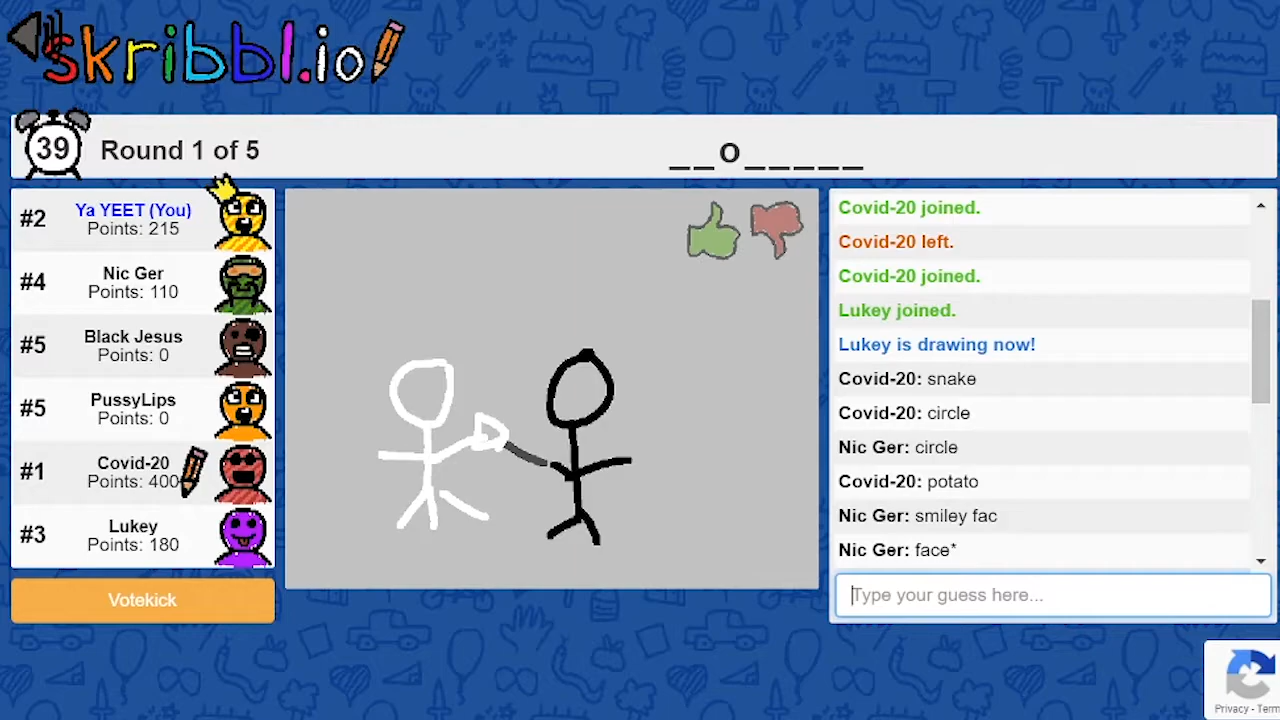 skribbl.io
39
Round 1 of 5
__o_____
#2
Ya YEET (You)
Points: 215
#4
Nic Ger
Points: 110
#5
Black Jesus
Points: 0
#5
PussyLips
Points: 0
#1
Covid-20
Points: 400
#3
Lukey
Points: 180
Votekick
Covid-20 joined.
Covid-20 left.
Covid-20 joined.
Lukey joined.
Lukey is drawing now!
Covid-20: snake
Covid-20: circle
Nic Ger: circle
Covid-20: potato
Nic Ger: smiley fac
Nic Ger: face*
Type your guess here...
Privacy - Term